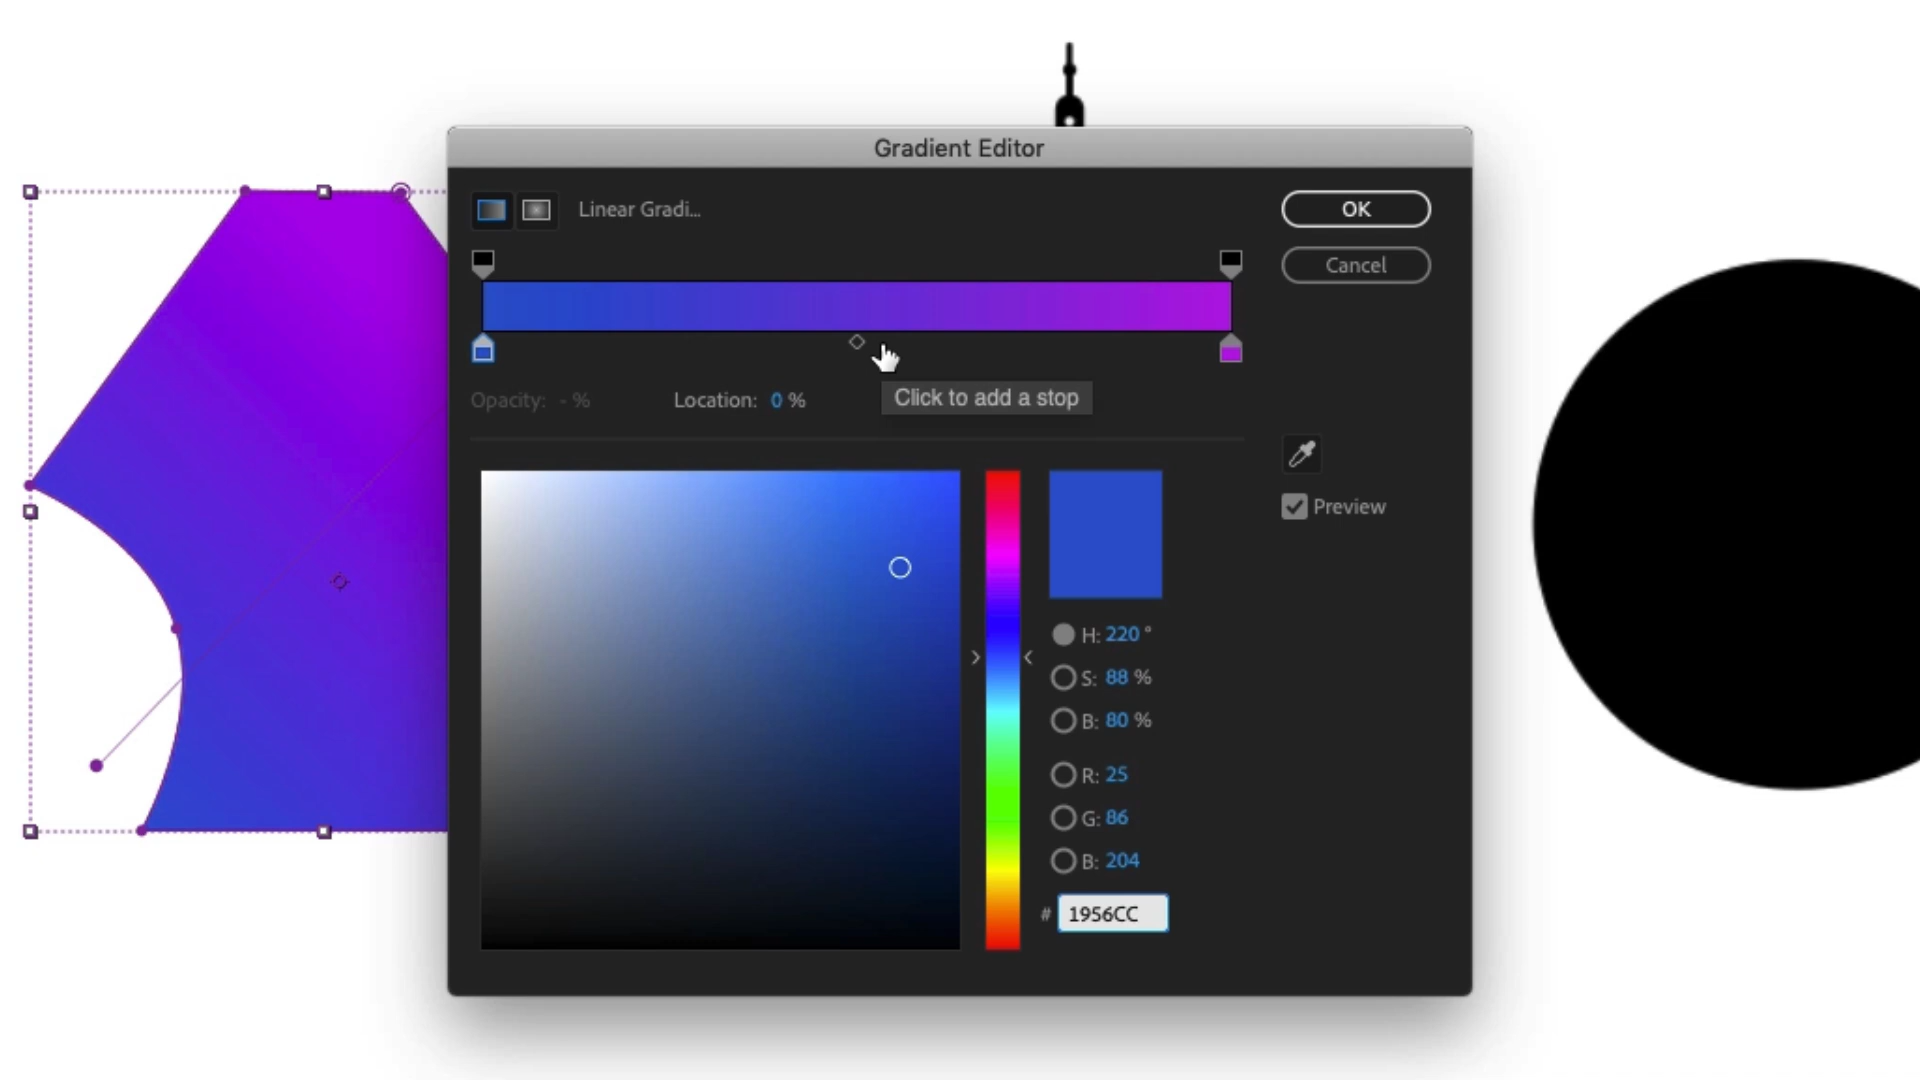 Gradient Editor
Linear Gradi...
OK
Cancel
Opacity: - %
Location: 0 %
Click to add a stop
Preview
H: 220 °
S: 88 %
B: 80 %
R: 25
G: 86
B: 204
# 1956CC